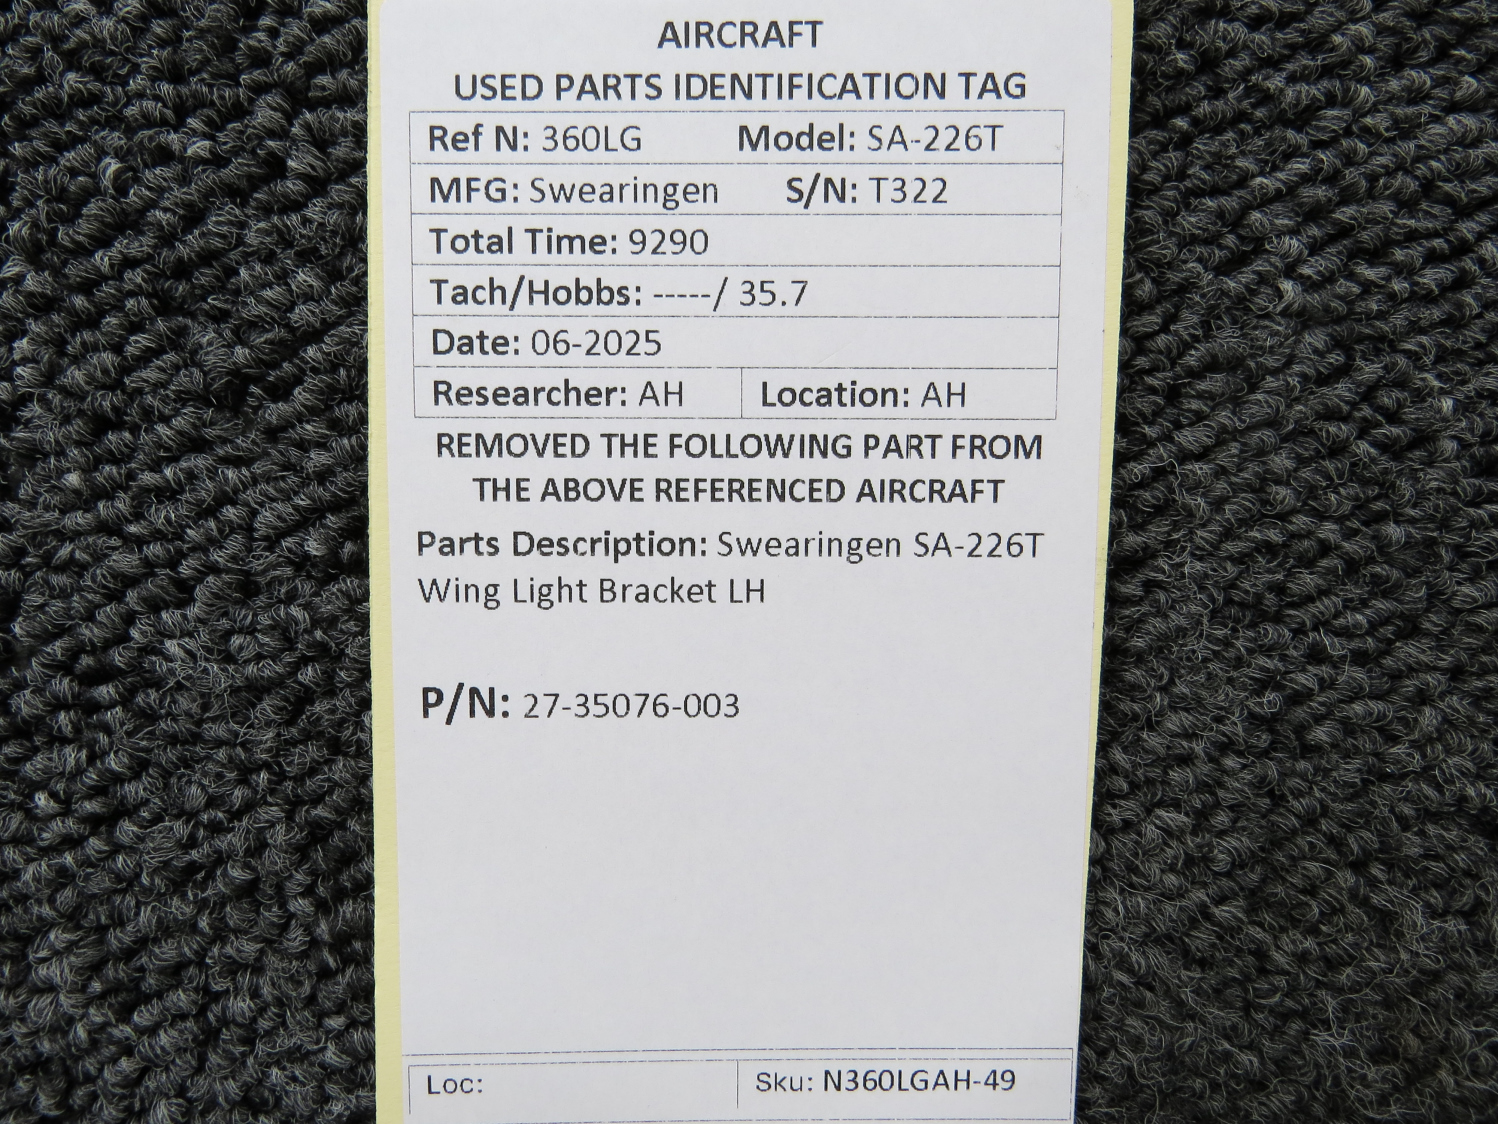 AIRCRAFT
USED PARTS IDENTIFICATION TAG
Ref N: 360LG Model: SA-226T
MFG: Swearingen S/N: T322
Total Time: 9290
Tach/Hobbs: -----/ 35.7
Date: 06-2025
Researcher: AH Location: AH
REMOVED THE FOLLOWING PART FROM
THE ABOVE REFERENCED AIRCRAFT
Parts Description: Swearingen SA-226T
Wing Light Bracket LH
P/N: 27-35076-003
Loc: Sku: N360LGAH-49